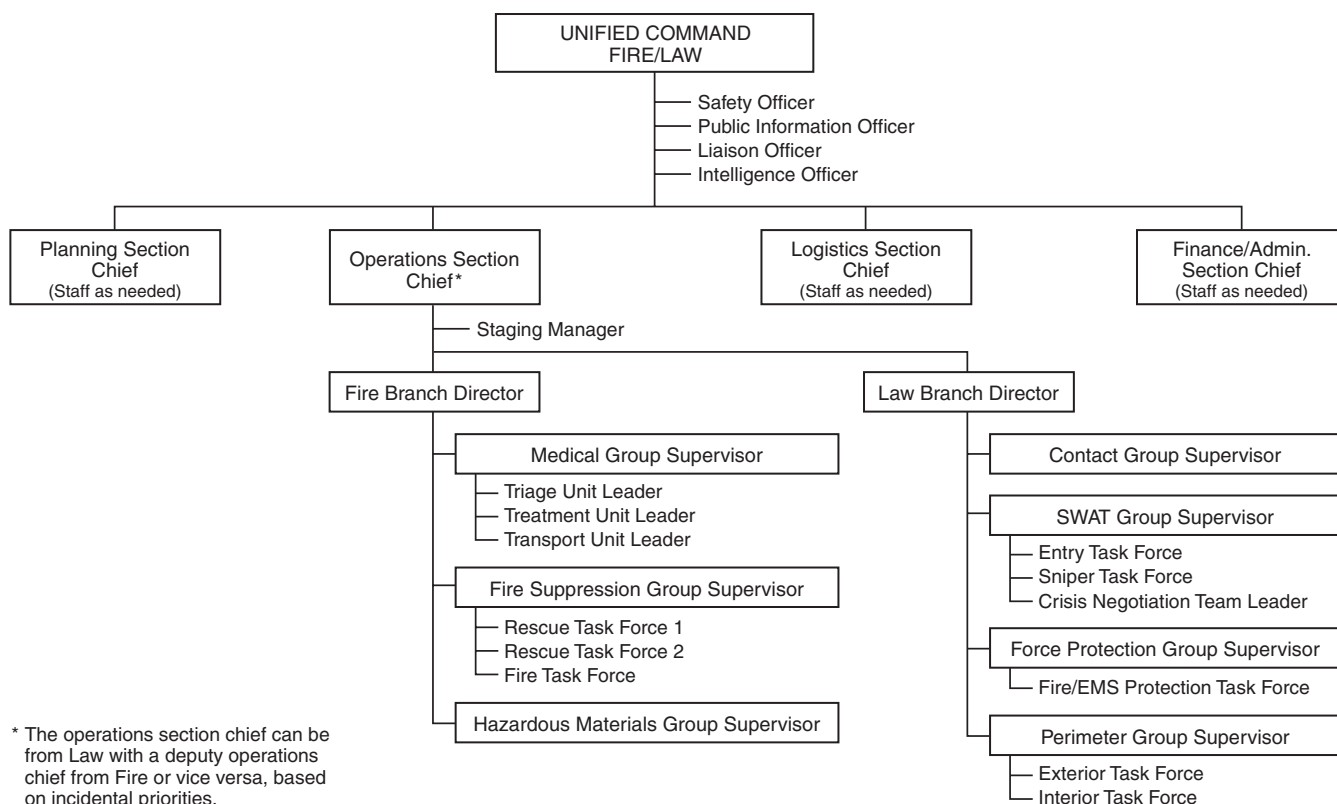 UNIFIED COMMAND
FIRE/LAW
Safety Officer
Public Information Officer
Liaison Officer
Intelligence Officer
Planning Section
Chief
(Staff as needed)
Operations Section
Chief*
Logistics Section
Chief
(Staff as needed)
Finance/Admin.
Section Chief
(Staff as needed)
Staging Manager
Fire Branch Director
Law Branch Director
Medical Group Supervisor
Triage Unit Leader
Treatment Unit Leader
Transport Unit Leader
Fire Suppression Group Supervisor
Rescue Task Force 1
Rescue Task Force 2
Fire Task Force
Hazardous Materials Group Supervisor
Contact Group Supervisor
SWAT Group Supervisor
Entry Task Force
Sniper Task Force
Crisis Negotiation Team Leader
Force Protection Group Supervisor
Fire/EMS Protection Task Force
Perimeter Group Supervisor
Exterior Task Force
Interior Task Force
* The operations section chief can be
from Law with a deputy operations
chief from Fire or vice versa, based
on incidental priorities.